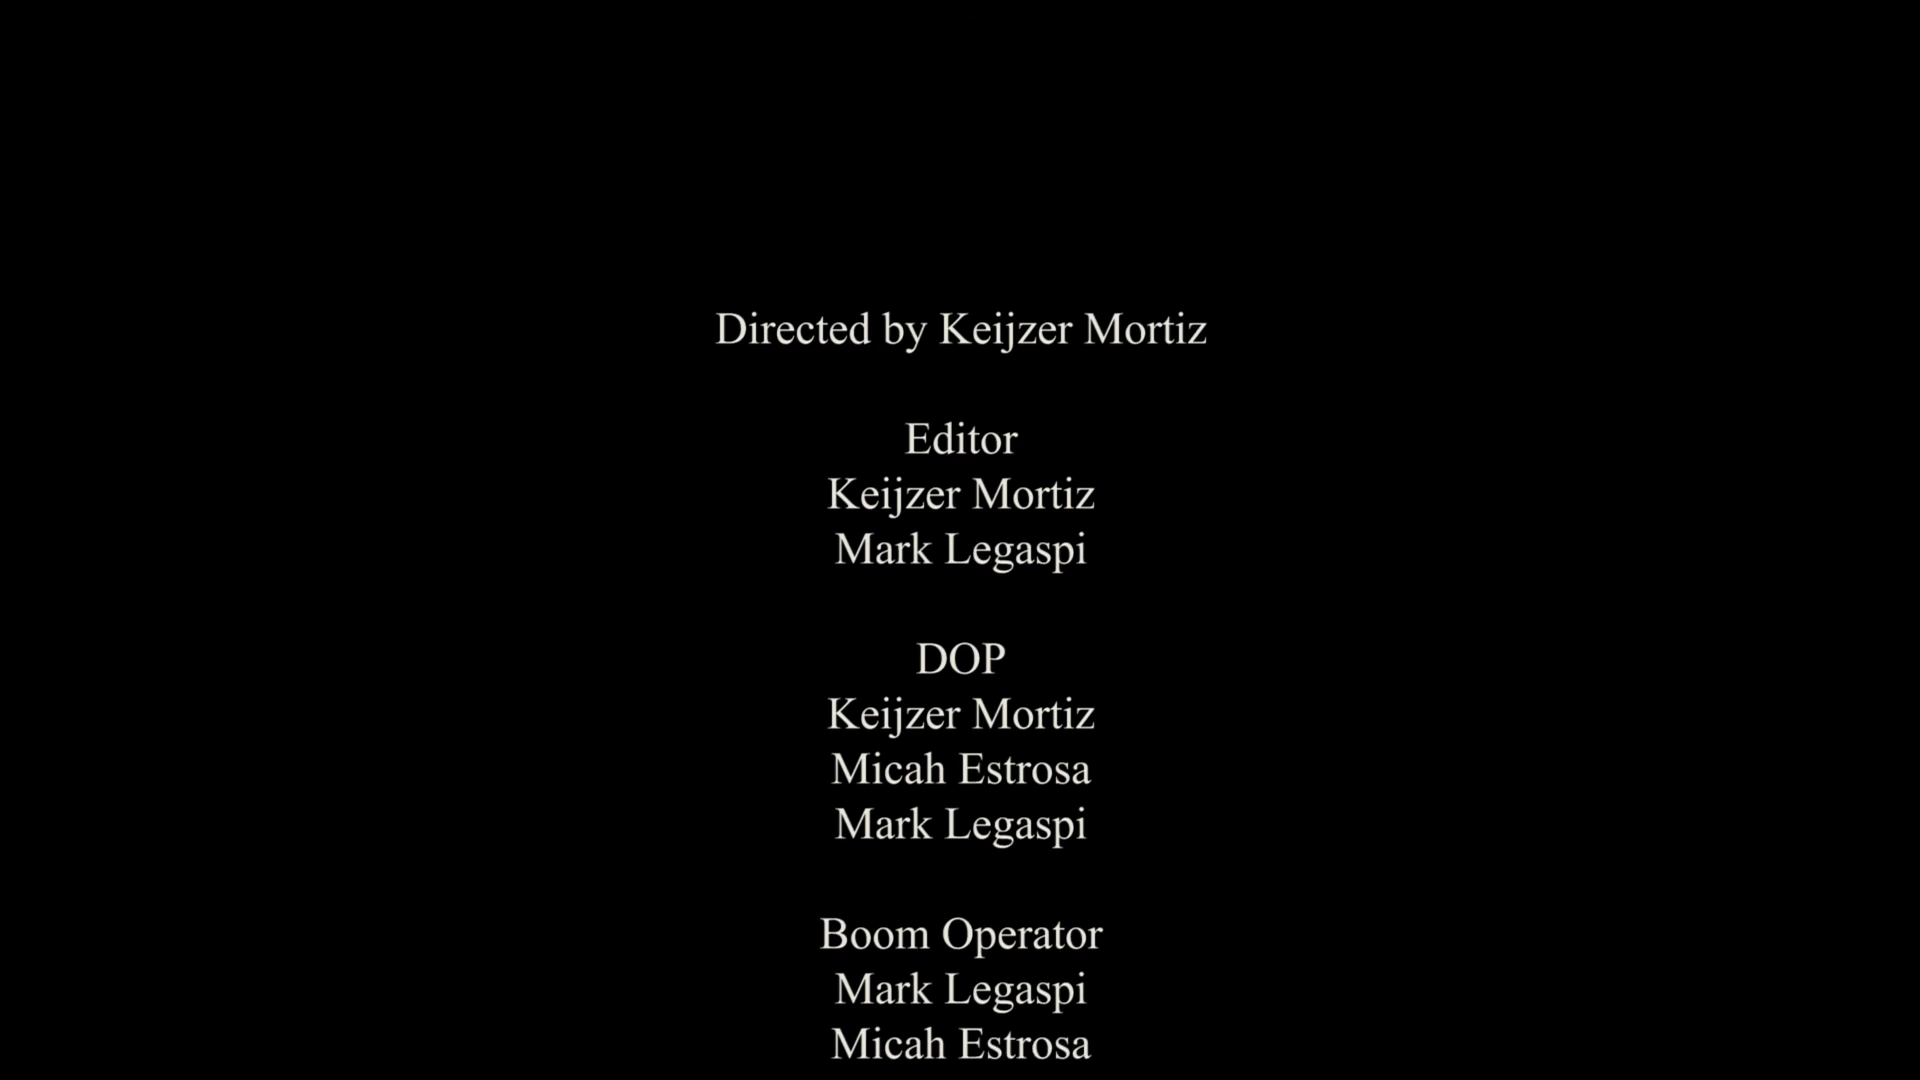 Directed by Keijzer Mortiz
Editor
Keijzer Mortiz
Mark Legaspi
DOP
Keijzer Mortiz
Micah Estrosa
Mark Legaspi
Boom Operator
Mark Legaspi
Micah Estrosa